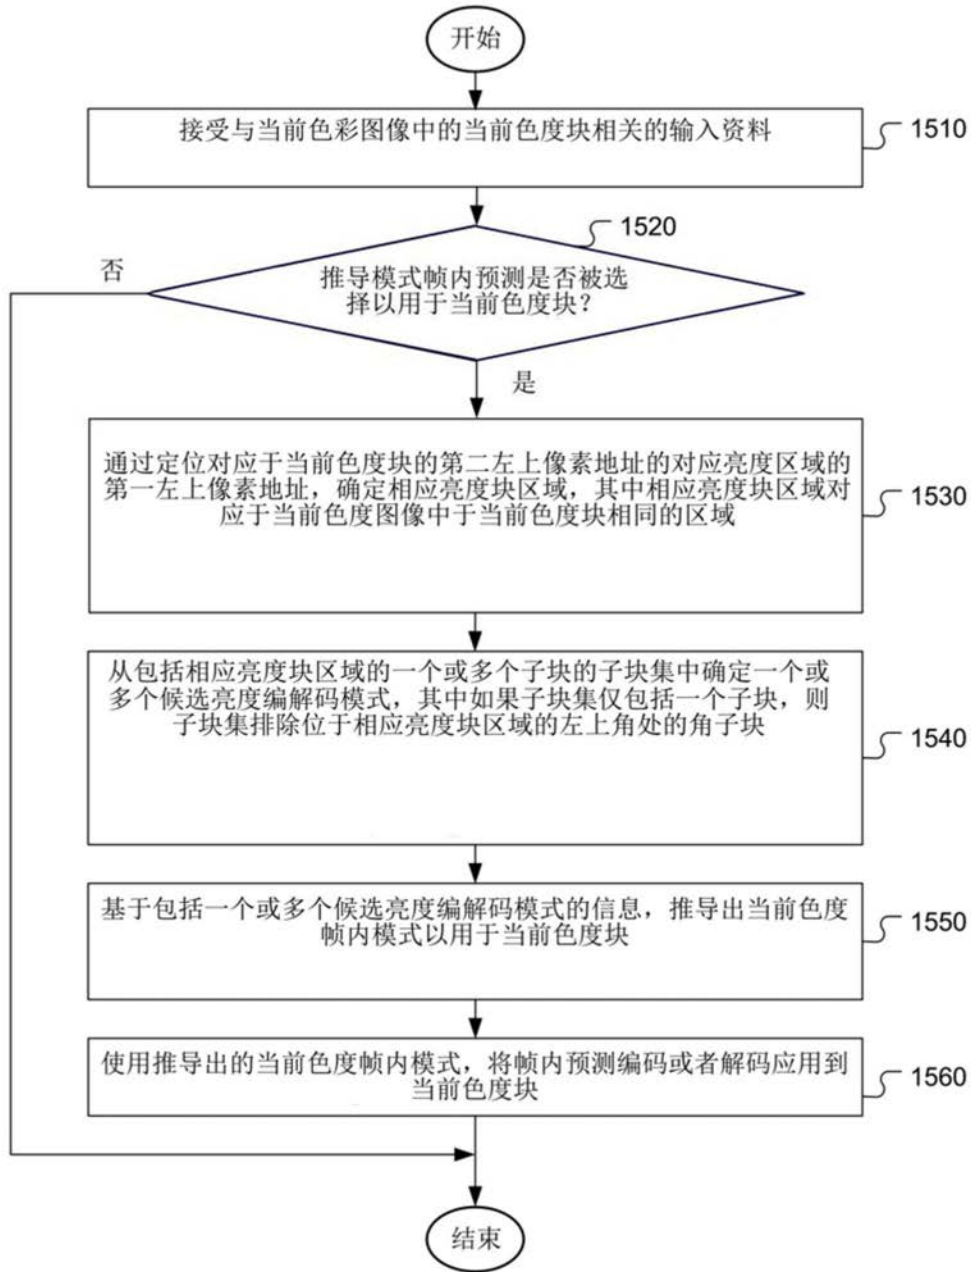 开始
接受与当前色彩图像中的当前色度块相关的输入资料
1510
1520
否
推导模式帧内预测是否被选
择以用于当前色度块？
是
通过定位对应于当前色度块的第二左上像素地址的对应亮度区域的
第一左上像素地址，确定相应亮度块区域，其中相应亮度块区域对
应于当前色度图像中于当前色度块相同的区域
1530
从包括相应亮度块区域的一个或多个子块的子块集中确定一个或
多个候选亮度编解码模式，其中如果子块集仅包括一个子块，则
子块集排除位于相应亮度块区域的左上角处的角子块
1540
基于包括一个或多个候选亮度编解码模式的信息，推导出当前色度
帧内模式以用于当前色度块
1550
使用推导出的当前色度帧内模式，将帧内预测编码或者解码应用到
当前色度块
1560
结束